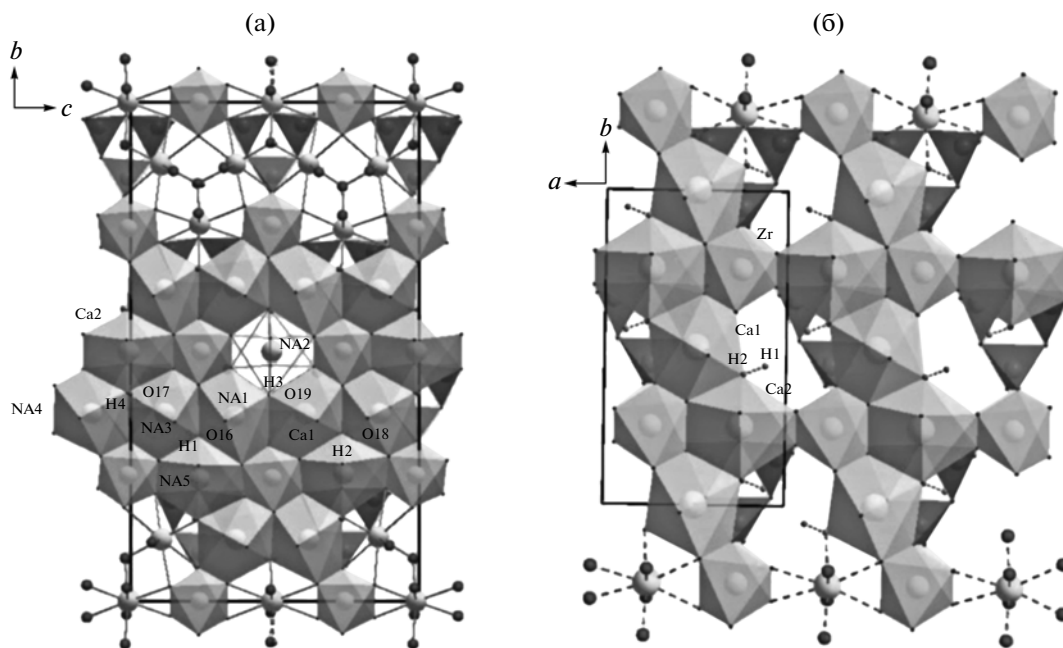 (а)
(б)
b
c
b
a
Zr
Ca2
NA2
Ca1
H2 H1
H3
O17
NA1
O19
Ca2
NA4
H4
NA3
O16
Ca1
O18
H1
H2
NA5